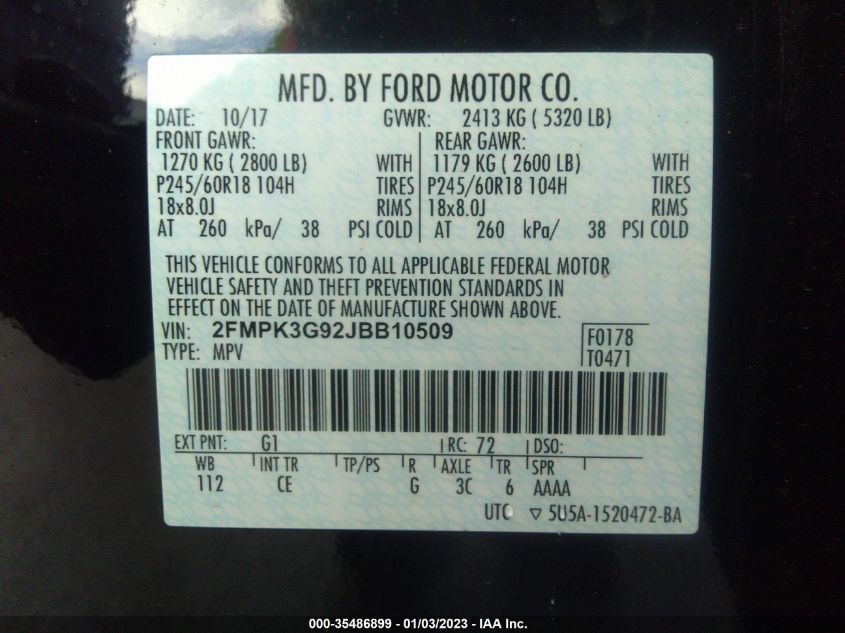 MFD. BY FORD MOTOR CO.
DATE: 10/17 GVWR: 2413 KG ( 5320 LB)
FRONT GAWR: REAR GAWR:
1270 KG ( 2800 LB) WITH 1179 KG ( 2600 LB) WITH
P245/60R18 104H TIRES P245/60R18 104H TIRES
18x8.0J RIMS 18x8.0J RIMS
AT 260 kPa/ 38 PSI COLD AT 260 kPa/ 38 PSI COLD
THIS VEHICLE CONFORMS TO ALL APPLICABLE FEDERAL MOTOR
VEHICLE SAFETY AND THEFT PREVENTION STANDARDS IN
EFFECT ON THE DATE OF MANUFACTURE SHOWN ABOVE.
VIN: 2FMPK3G92JBB10509 F0178
TYPE: MPV T0471
EXT PNT: G1 RC: 72 DSO:
WB INT TR TP/PS R AXLE TR SPR
112 CE G 3C 6 AAAA
UTC ▽ 5U5A-1520472-BA
000-35486899 - 01/03/2023 - IAA Inc.